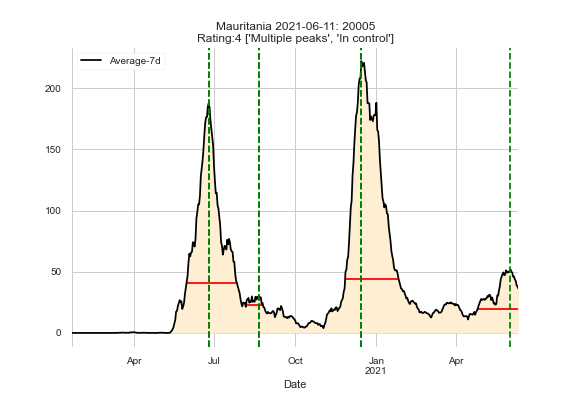 Mauritania 2021-06-11: 20005
Rating:4 ['Multiple peaks', 'In control']
Average-7d
200
150
100
50
0
Apr
Jul
Oct
Jan
2021
Apr
Date